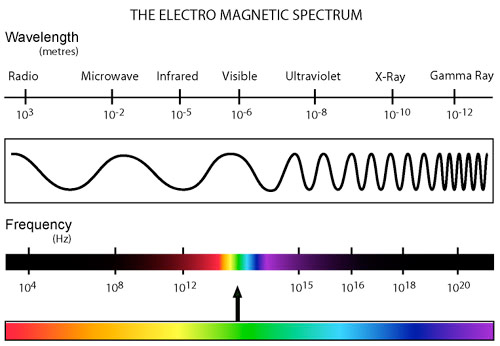 THE ELECTRO MAGNETIC SPECTRUM
Wavelength
(metres)
Radio Microwave Infrared Visible Ultraviolet X-Ray Gamma Ray
10³ 10⁻² 10⁻⁵ 10⁻⁶ 10⁻⁸ 10⁻¹⁰ 10⁻¹²
Frequency
(Hz)
10⁴ 10⁸ 10¹² 10¹⁵ 10¹⁶ 10¹⁸ 10²⁰